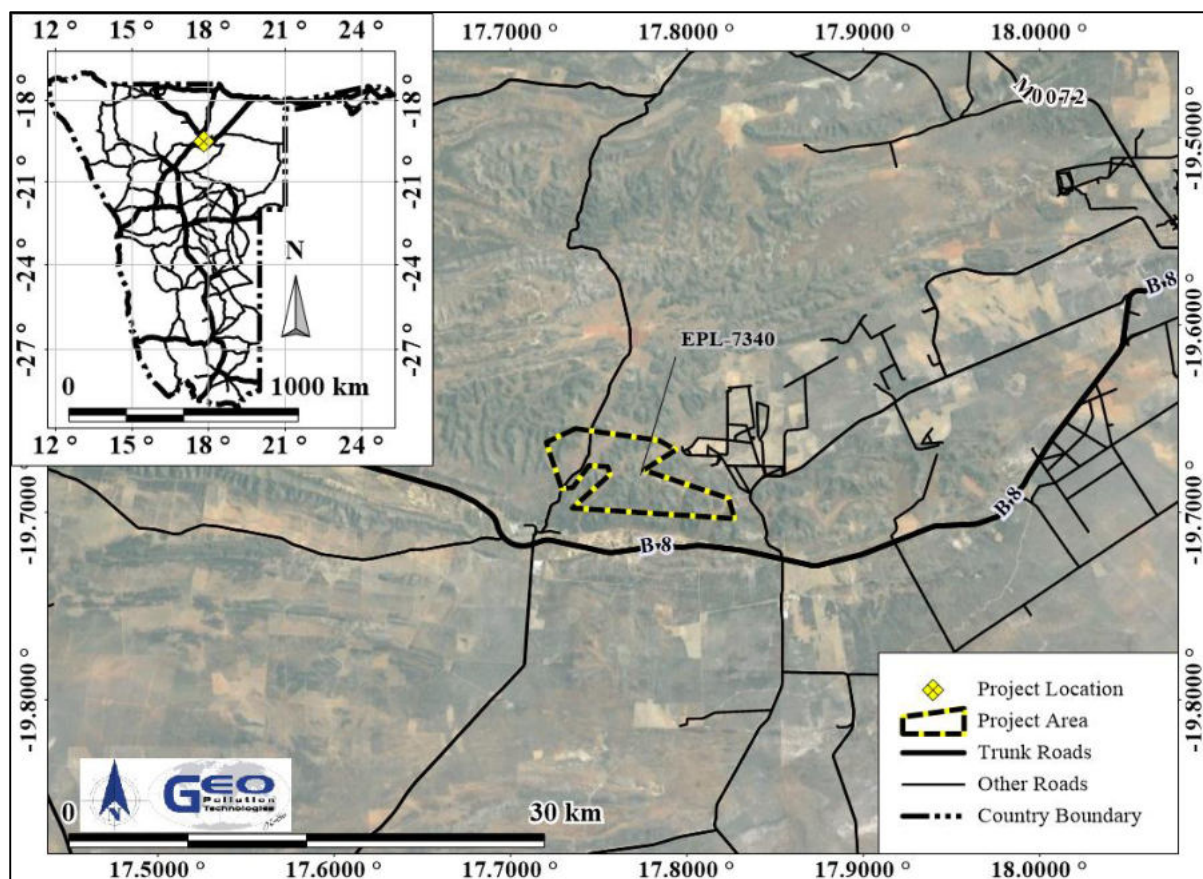 12 15 18 21 24
17.7000 ° 17.8000 ° 17.9000 ° 18.0000 °
-18
-21
-24
-27
-18
-21
-24
-27
N
0 1000 km
12 15 18 21 24
M0072
-19.5000 °
B 8
-19.6000 °
EPL-7340
-19.7000 °
-19.7000 °
B 8
B 8
-19.8000 °
-19.8000 °
Project Location
Project Area
Trunk Roads
Other Roads
Country Boundary
N
GEO
Pollution
Technologies
0 30 km
17.5000 ° 17.6000 ° 17.7000 ° 17.8000 ° 17.9000 ° 18.0000 °